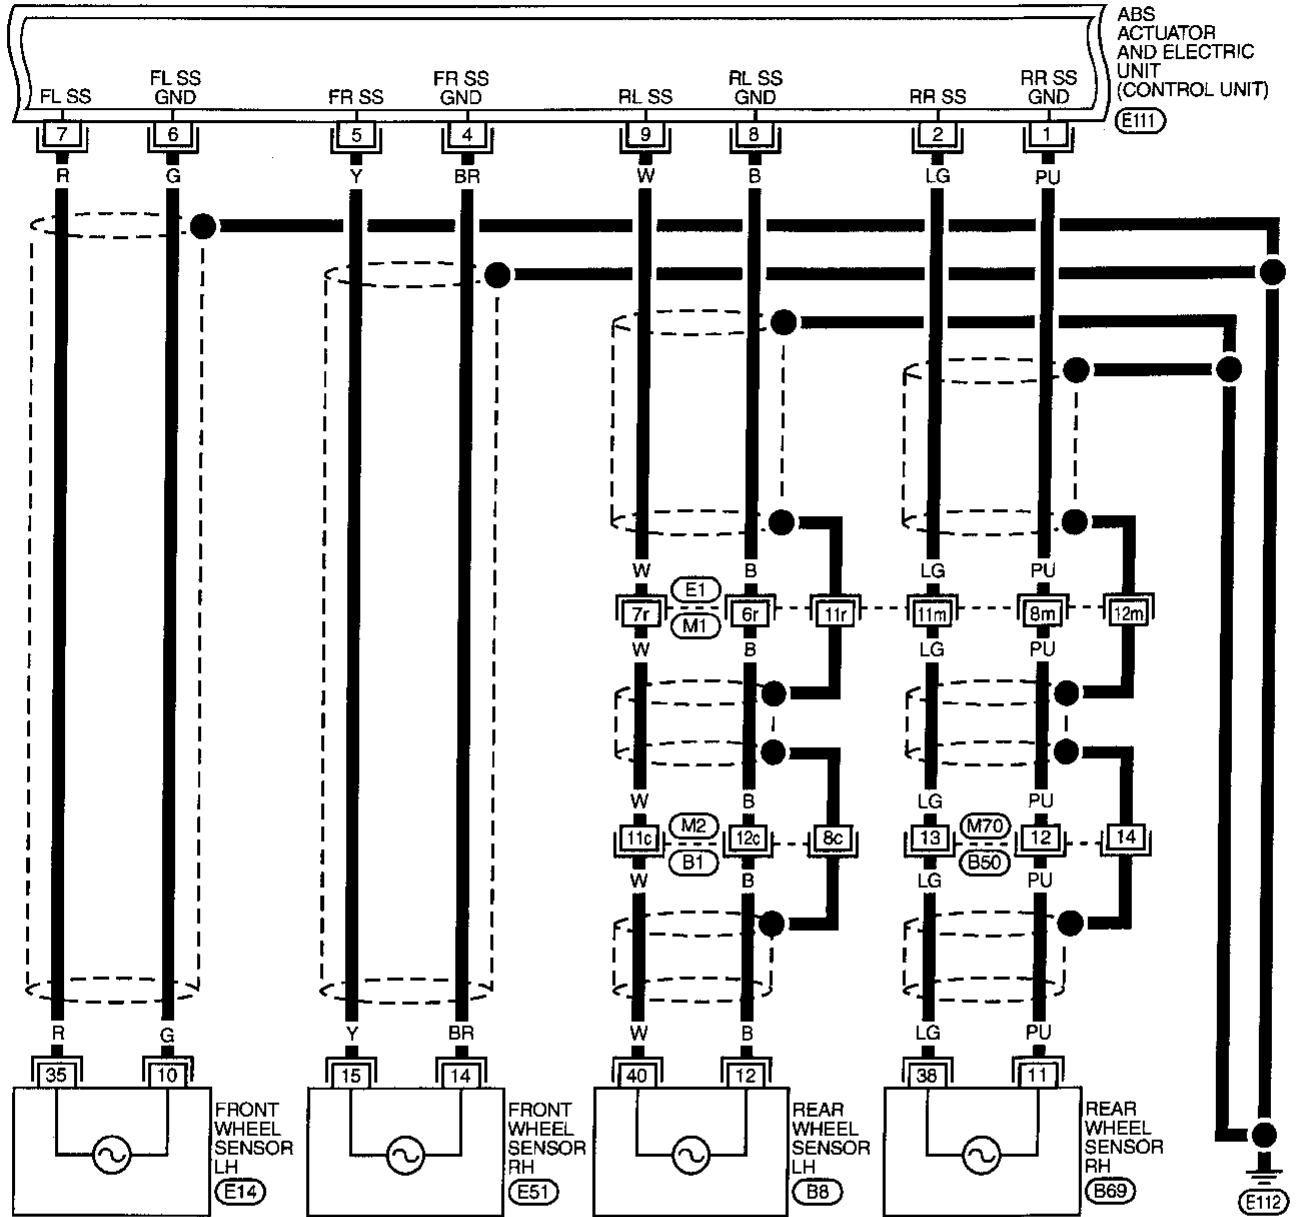 ABS
ACTUATOR
AND ELECTRIC
UNIT
(CONTROL UNIT)
E111
FL SS
FL SS
GND
FR SS
FR SS
GND
RL SS
RL SS
GND
RR SS
RR SS
GND
7 6 5 4 9 8 2 1
R G Y BR W B LG PU
W B LG PU
E1
7r 6r 11r 11m 8m 12m
M1
W B LG PU
W B LG PU
M2 M70
11c 12c 8c 13 12 14
B1 B50
W B LG PU
R G Y BR W B LG PU
35 10 15 14 40 12 38 11
FRONT
WHEEL
SENSOR
LH
E14
FRONT
WHEEL
SENSOR
RH
E51
REAR
WHEEL
SENSOR
LH
B8
REAR
WHEEL
SENSOR
RH
B69
E112